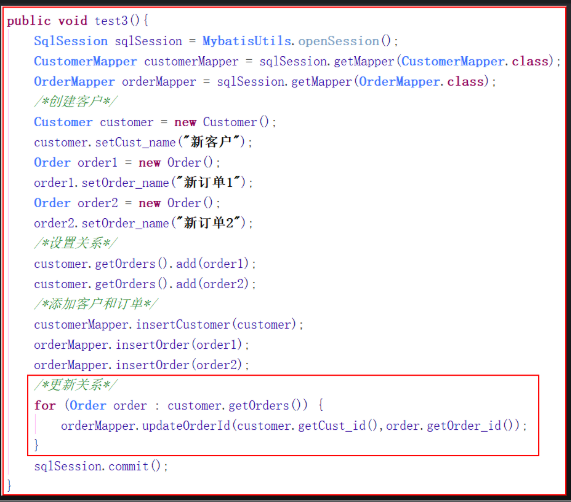 public void test3(){
SqlSession sqlSession = MybatisUtils.openSession();
CustomerMapper customerMapper = sqlSession.getMapper(CustomerMapper.class);
OrderMapper orderMapper = sqlSession.getMapper(OrderMapper.class);
/*创建客户*/
Customer customer = new Customer();
customer.setCust_name("新客户");
Order order1 = new Order();
order1.setOrder_name("新订单1");
Order order2 = new Order();
order2.setOrder_name("新订单2");
/*设置关系*/
customer.getOrders().add(order1);
customer.getOrders().add(order2);
/*添加客户和订单*/
customerMapper.insertCustomer(customer);
orderMapper.insertOrder(order1);
orderMapper.insertOrder(order2);
/*更新关系*/
for (Order order : customer.getOrders()) {
orderMapper.updateOrderId(customer.getCust_id(),order.getOrder_id());
}
sqlSession.commit();
}